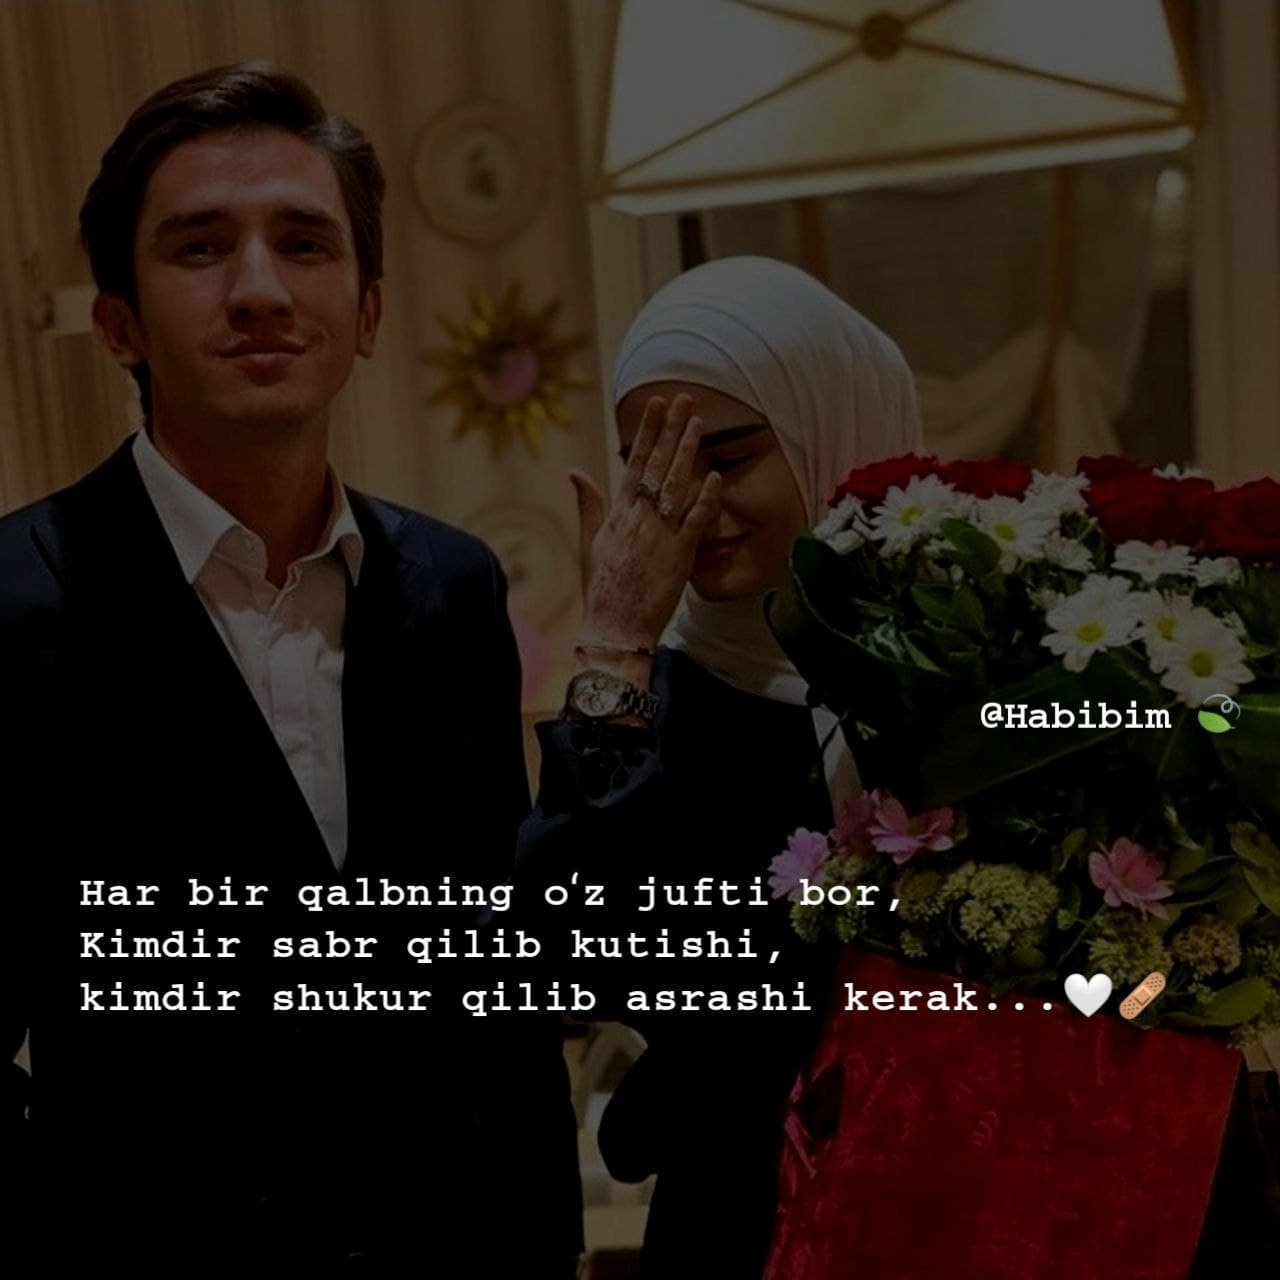 @Habibim 🍃
Har bir qalbning oʻz jufti bor,
Kimdir sabr qilib kutishi,
kimdir shukur qilib asrashi kerak...🤍🩹